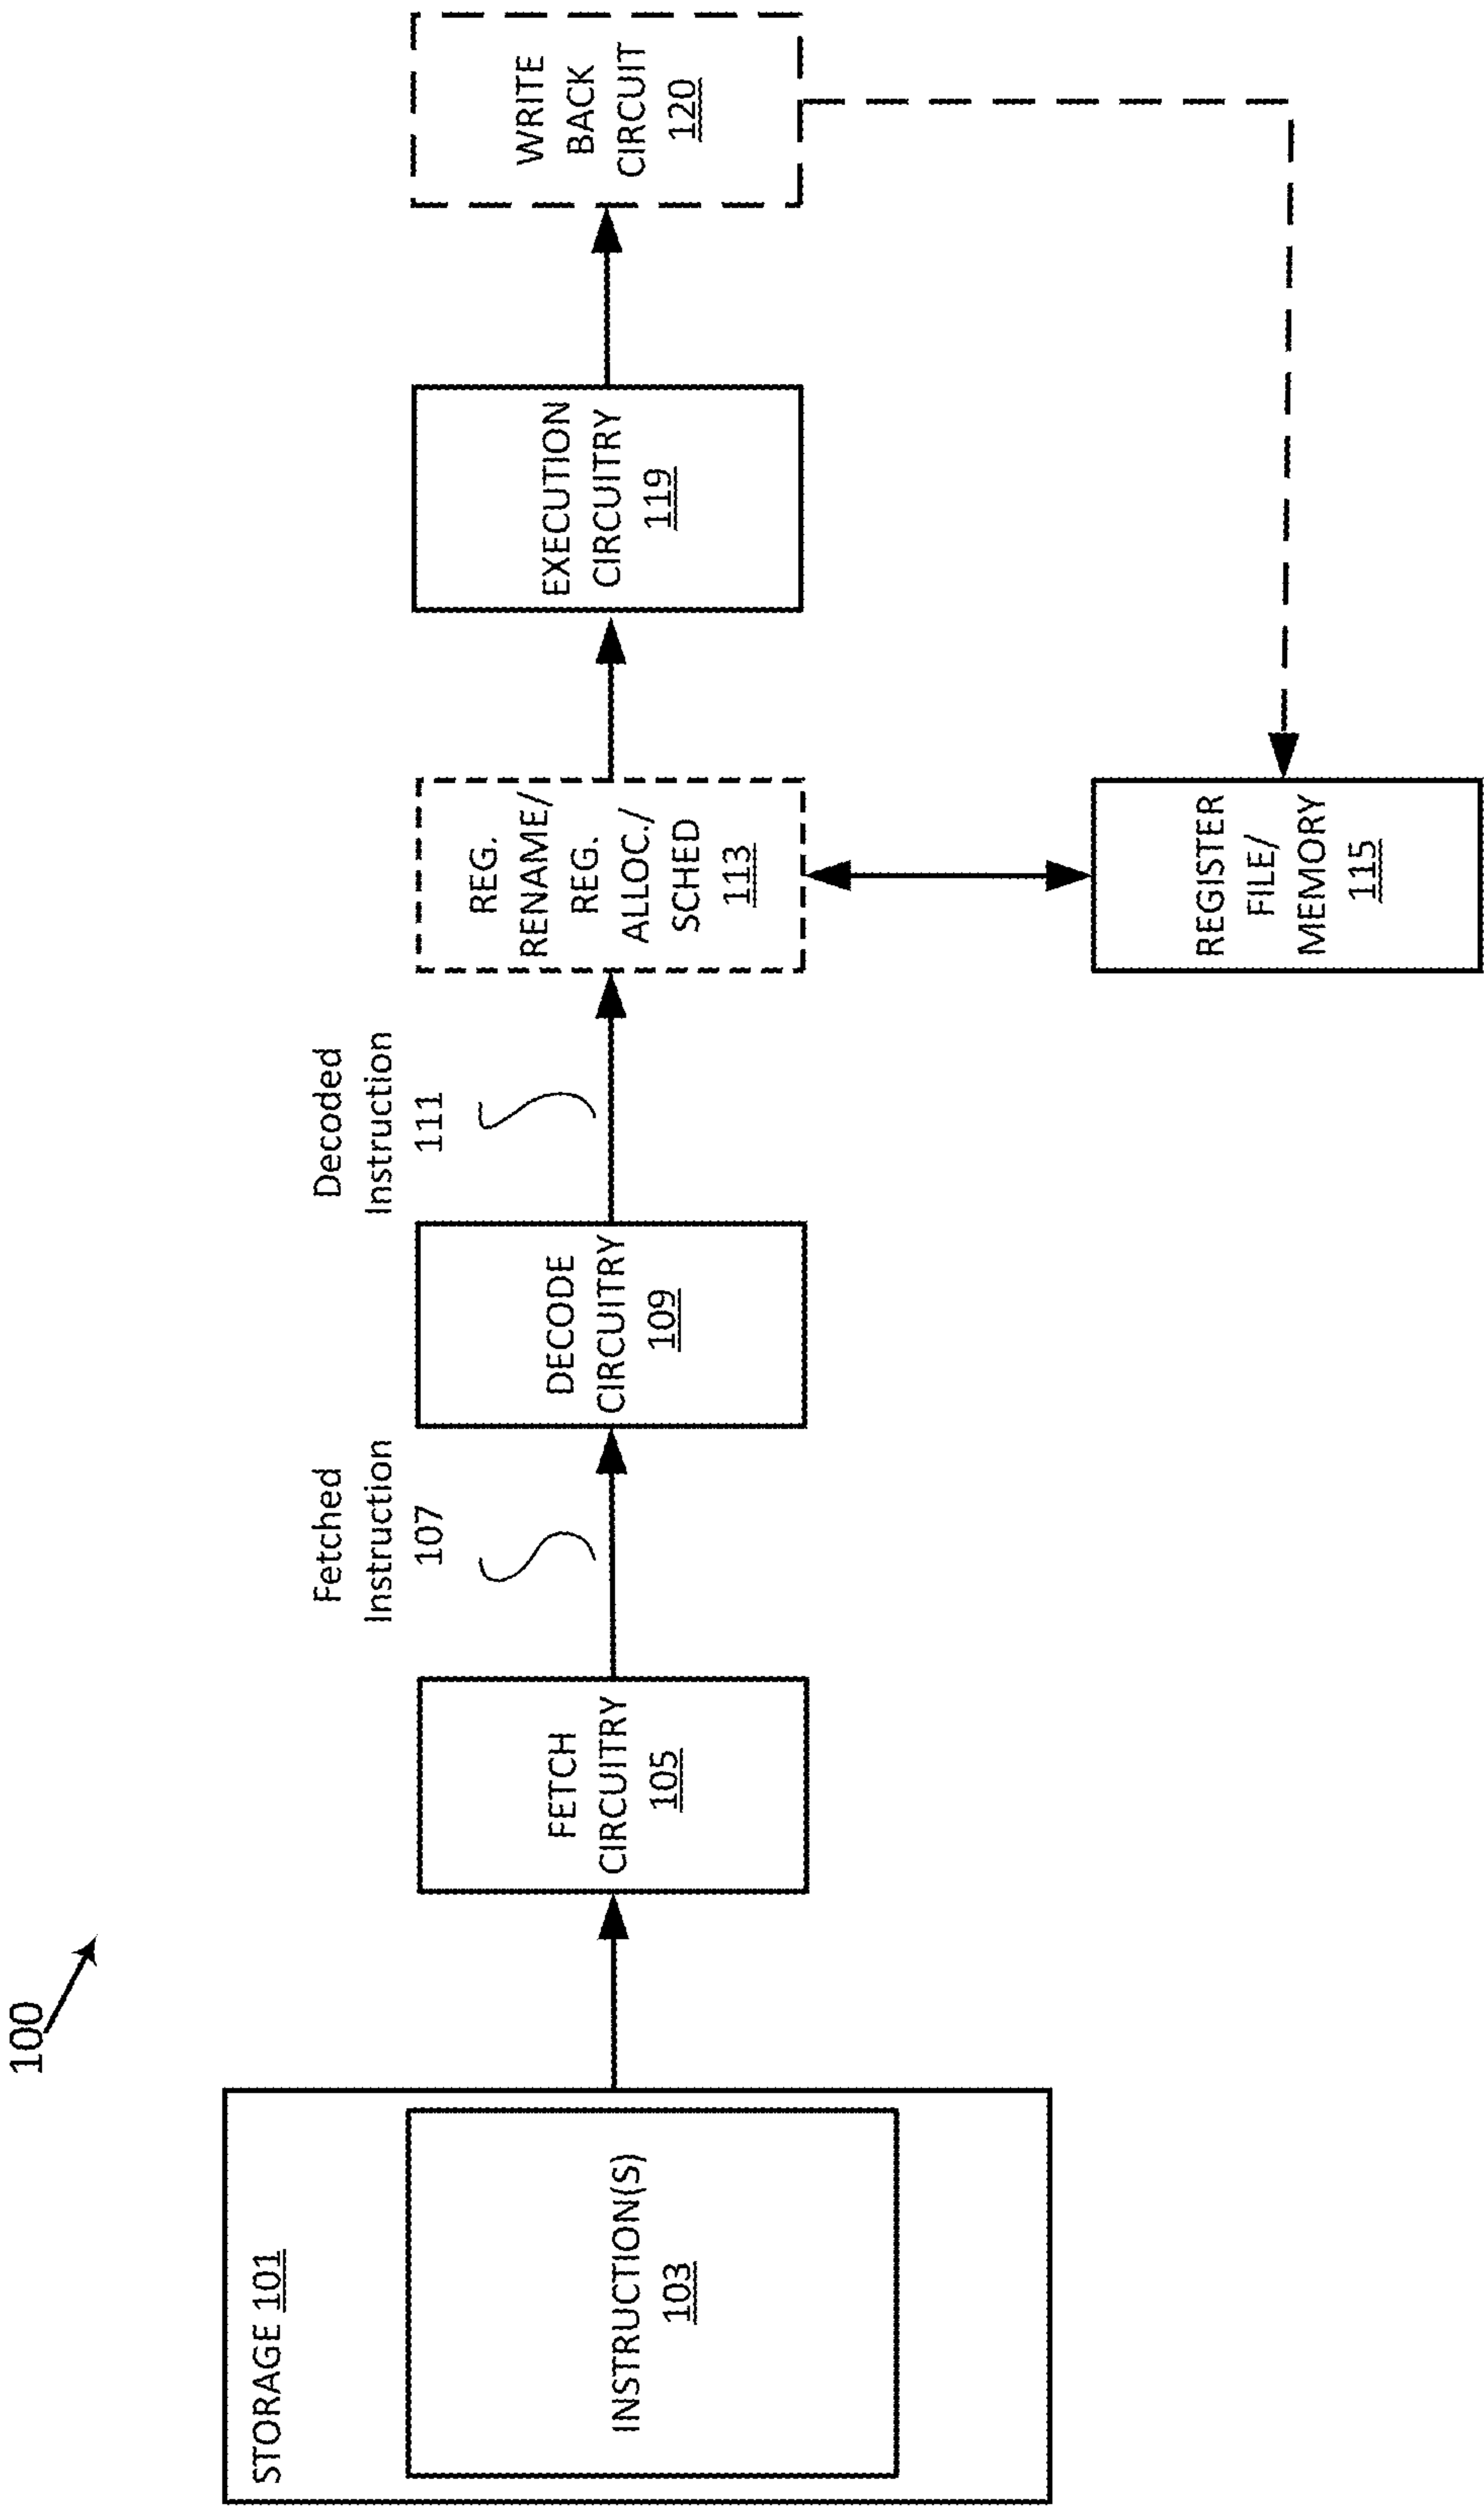 100
STORAGE 101
INSTRUCTION(S)
103
FETCH
CIRCUITRY
105
Fetched
Instruction
107
DECODE
CIRCUITRY
109
Decoded
Instruction
111
REG.
RENAME/
REG.
ALLOC./
SCHED
113
REGISTER
FILE/
MEMORY
115
EXECUTION
CIRCUITRY
119
WRITE
BACK
CIRCUIT
120